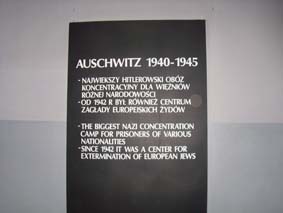 AUSCHWITZ 1940-1945
- NAJWIĘKSZY HITLEROWSKI OBÓZ
KONCENTRACYJNY DLA WIĘŹNIÓW
RÓŻNEJ NARODOWOŚCI
- OD 1942 R BYŁ RÓWNIEŻ CENTRUM
ZAGŁADY EUROPEJSKICH ŻYDÓW
- THE BIGGEST NAZI CONCENTRATION
CAMP FOR PRISONERS OF VARIOUS
NATIONALITIES
- SINCE 1942 IT WAS A CENTER FOR
EXTERMINATION OF EUROPEAN JEWS